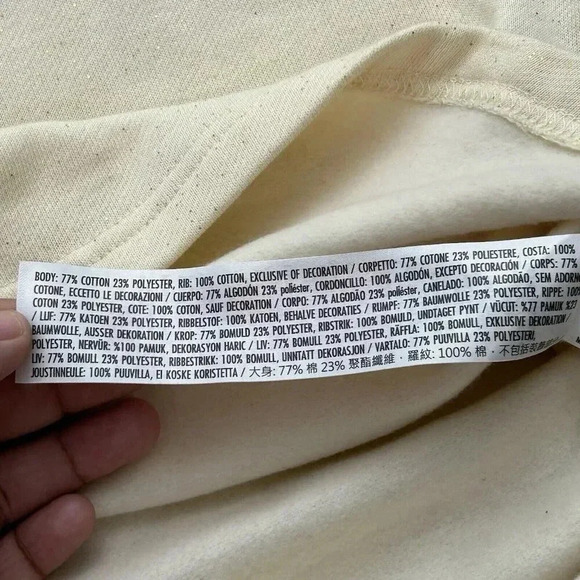 BODY: 77% COTTON 23% POLYESTER, RIB: 100% COTTON, EXCLUSIVE OF DECORATION / CORPETTO: 77% COTONE 23% POLIESTERE, COSTA: 100%
COTONE, ECCETTO LE DECORAZIONI / CUERPO: 77% ALGODÓN 23% poliéster, CORDONCILLO: 100% ALGODÓN, EXCEPTO DECORACIÓN / CORPS: 77%
COTON 23% POLYESTER, COTE: 100% COTON, SAUF DECORATION / CORPO: 77% ALGODÃO 23% poliéster, CANELADO: 100% ALGODÃO, SEM ADORNO
/ LIJF: 77% KATOEN 23% POLYESTER, RIBBELSTOF: 100% KATOEN, BEHALVE DECORATIES / RUMPF: 77% BAUMWOLLE 23% POLYESTER, RIPPE: 100%
BAUMWOLLE, AUSSER DEKORATION / KROP: 77% BOMULD 23% POLYESTER, RIBSTRIK: 100% BOMULD, UNDTAGET PYNT / VÜCUT: %77 PAMUK %23
POLYESTER, NERVÜR: %100 PAMUK, DEKORASYON HARIC / LIV: 77% BOMULL 23% POLYESTER, RÄFFLA: 100% BOMULL, EXKLUSIVE DEKORATION /
LIV: 77% BOMULL 23% POLYESTER, RIBBESTRIKK: 100% BOMULL, UNNTATT DEKORASJON / VARTALO: 77% PUUVILLA 23% POLYESTERI,
JOUSTINNEULE: 100% PUUVILLA, EI KOSKE KORISTETTA / 大身: 77% 棉 23% 聚酯纖維，羅紋: 100% 棉，不包括裝飾